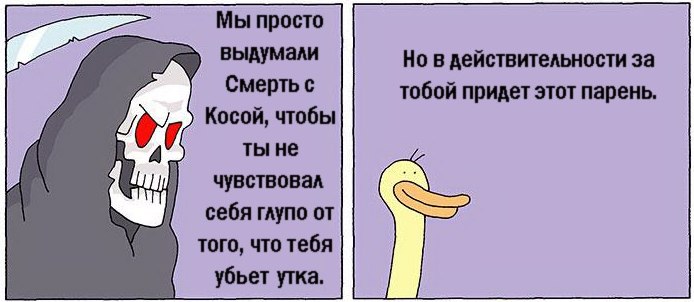 Мы просто
выдумали
Смерть с
Косой, чтобы
ты не
чувствовал
себя глупо от
того, что тебя
убьет утка.
Но в действительности за
тобой придет этот парень.